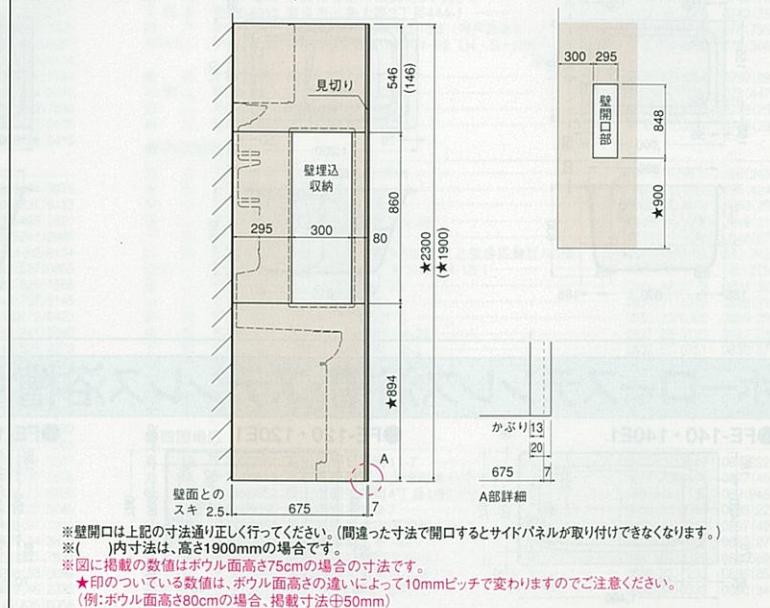 見切り
546
(146)
壁埋込
収納
860
295
300
80
★2300
(★1900)
★894
A
壁面との
スキ 2.5
675
7
300 295
壁開口部
848
★900
かぶり 13
20
675
7
A部詳細
※壁開口は上記の寸法通り正しく行ってください。(間違った寸法で開口するとサイドパネルが取り付けできなくなります。)
※( )内寸法は、高さ1900mmの場合です。
※図に掲載の数値はボウル面高さ75cmの場合の寸法です。
★印のついている数値は、ボウル面高さの違いによって10mmピッチで変わりますのでご注意ください。
(例:ボウル面高さ80cmの場合、掲載寸法⊕50mm)